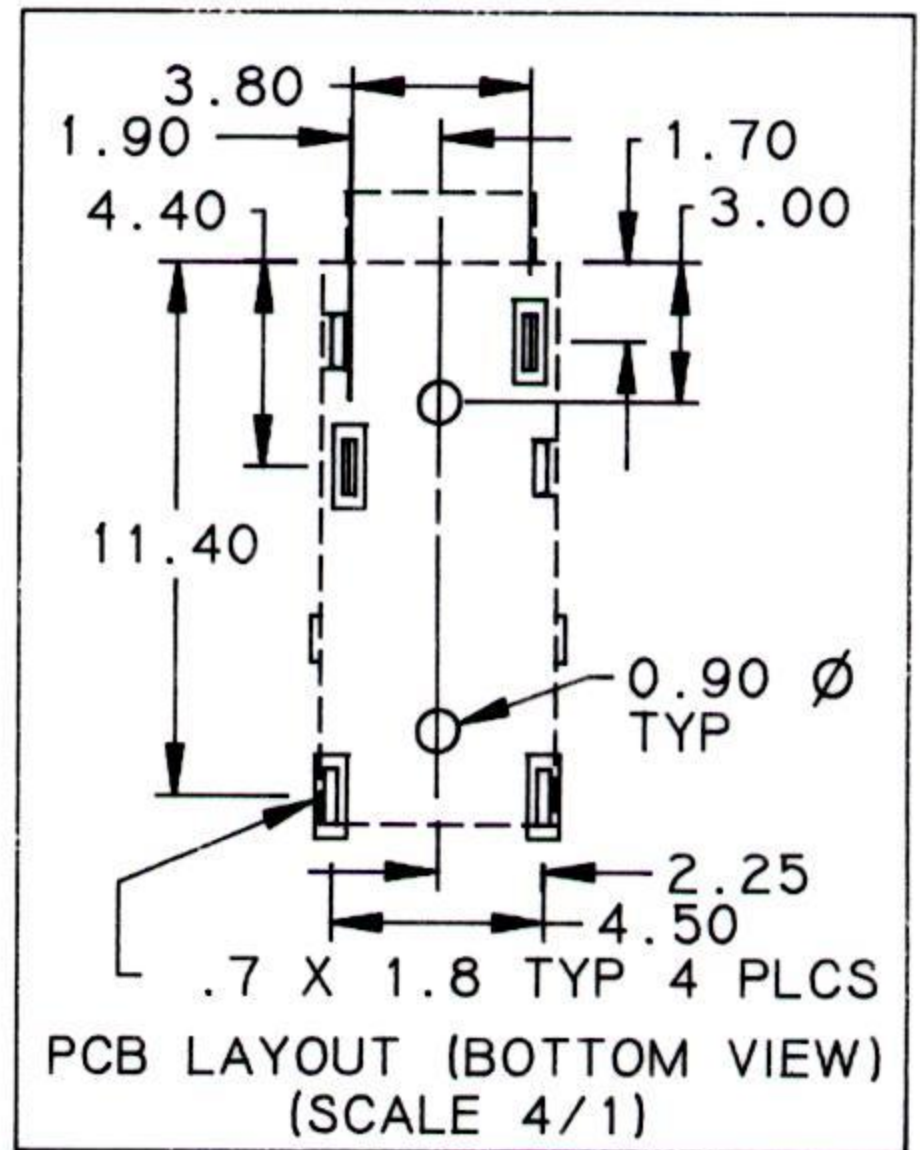 3.80
1.90
1.70
4.40
3.00
11.40
0.90 Ø
TYP
2.25
4.50
.7 X 1.8 TYP 4 PLCS
PCB LAYOUT (BOTTOM VIEW)
(SCALE 4/1)